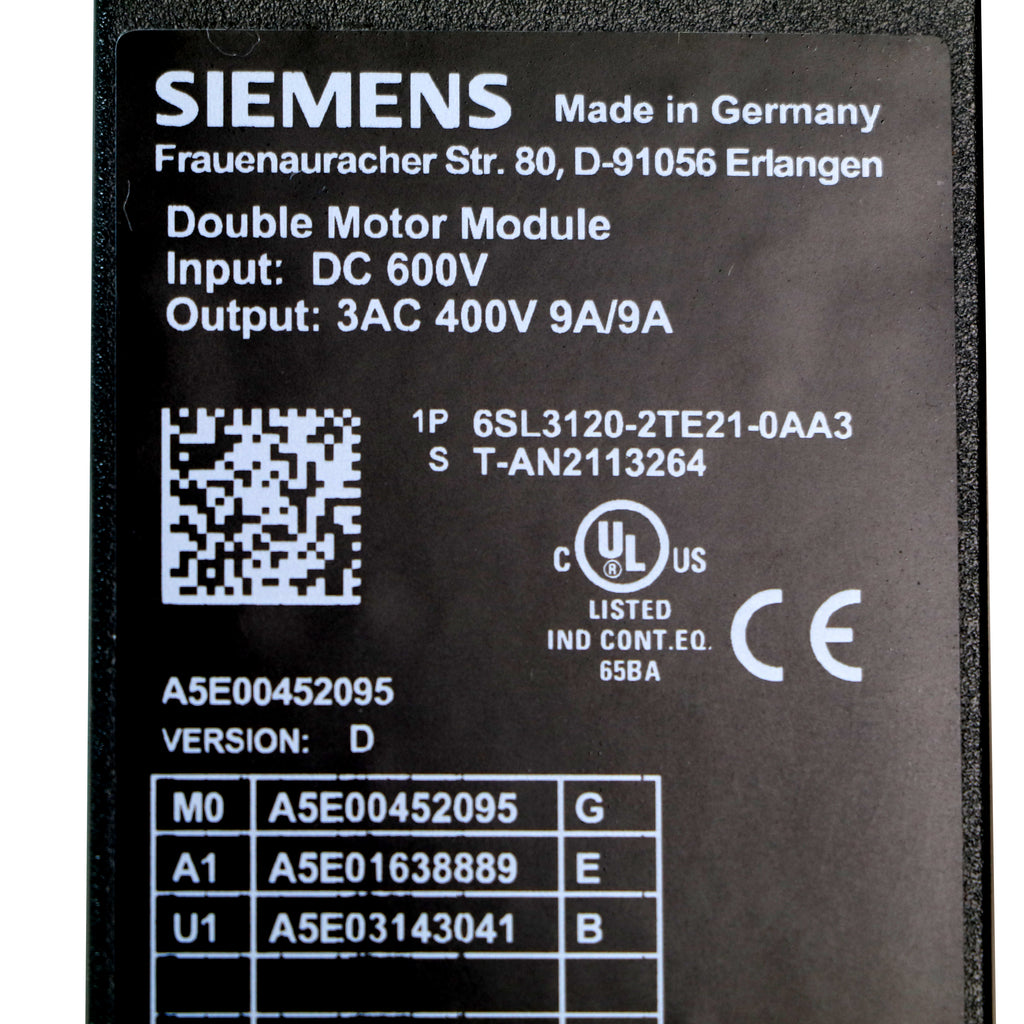 SIEMENS Made in Germany
Frauenauracher Str. 80, D-91056 Erlangen
Double Motor Module
Input: DC 600V
Output: 3AC 400V 9A/9A
1P 6SL3120-2TE21-0AA3
S T-AN2113264
C UL ® US
LISTED
IND CONT.EQ.
65BA
CE
A5E00452095
VERSION: D
M0 A5E00452095 G
A1 A5E01638889 E
U1 A5E03143041 B